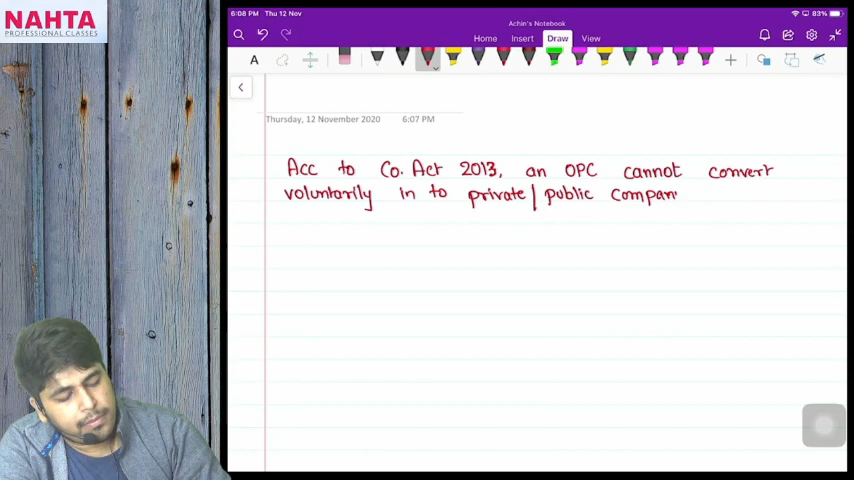 NAHTA
PROFESSIONAL CLASSES
6:08 PM Thu 12 Nov
83%
Achin's Notebook
Home Insert Draw View
A
Thursday, 12 November 2020 6:07 PM
Acc to Co. Act 2013, an OPC cannot convert
voluntarily in to private/public compan